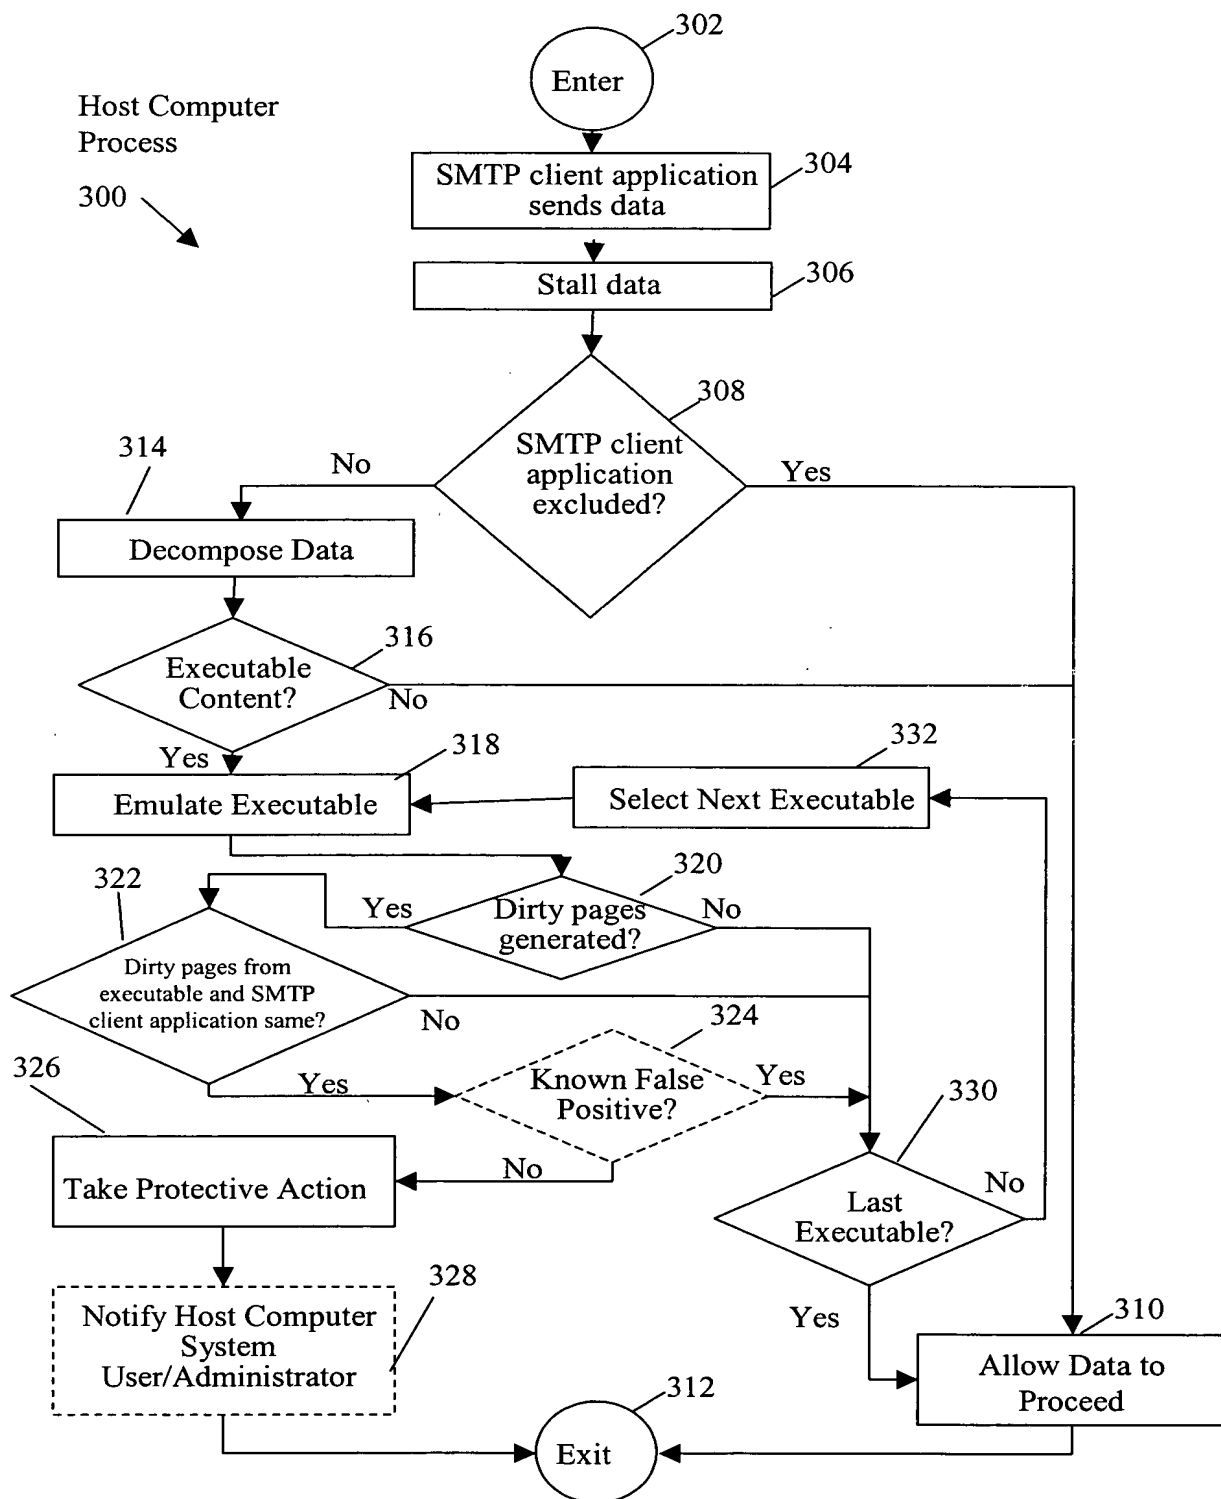 302
Enter
Host Computer
Process
300
SMTP client application
sends data
304
Stall data
306
308
SMTP client
application
excluded?
No
Yes
314
Decompose Data
316
Executable
Content?
No
Yes
318
332
Emulate Executable
Select Next Executable
320
322
Yes
Dirty pages
generated?
No
Dirty pages from
executable and SMTP
client application same?
No
324
326
Yes
Known False
Positive?
Yes
330
No
Take Protective Action
No
Last
Executable?
328
Notify Host Computer
System
User/Administrator
Yes
310
Allow Data to
Proceed
312
Exit